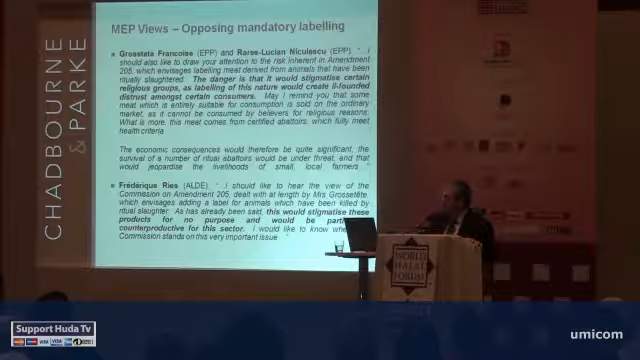 MEP Views – Opposing mandatory labelling
Grosstete Francoise (EPP) and Rares-Lucian Niculescu (EPP). " I
should also like to draw your attention to the risk inherent in Amendment
205, which envisages labelling meat derived from animals that have been
ritually slaughtered. The danger is that it would stigmatise certain
religious groups, as labelling of this nature would create ill-founded
distrust amongst certain consumers. May I remind you that some
meat which is entirely suitable for consumption is sold on the ordinary
market, as it cannot be consumed by believers for religious reasons.
What is more, this meat comes from certified abattoirs, which fully meet
health criteria
The economic consequences would therefore be quite significant, the
survival of a number of ritual abattoirs would be under threat, and that
would jeopardise the livelihoods of small, local farmers "
Frédérique Ries (ALDE). " I should like to hear the view of the
Commission on Amendment 205, dealt with at length by Mrs Grossetête,
which envisages adding a label for animals which have been killed by
ritual slaughter. As has already been said, this would stigmatise these
products for no purpose and would be
counterproductive for this sector. I would like to know
Commission stands on this very important issue "
CHADBOURNE
& PARKE
WORLD
HALAL
FORUM
Support Huda Tv
umicom